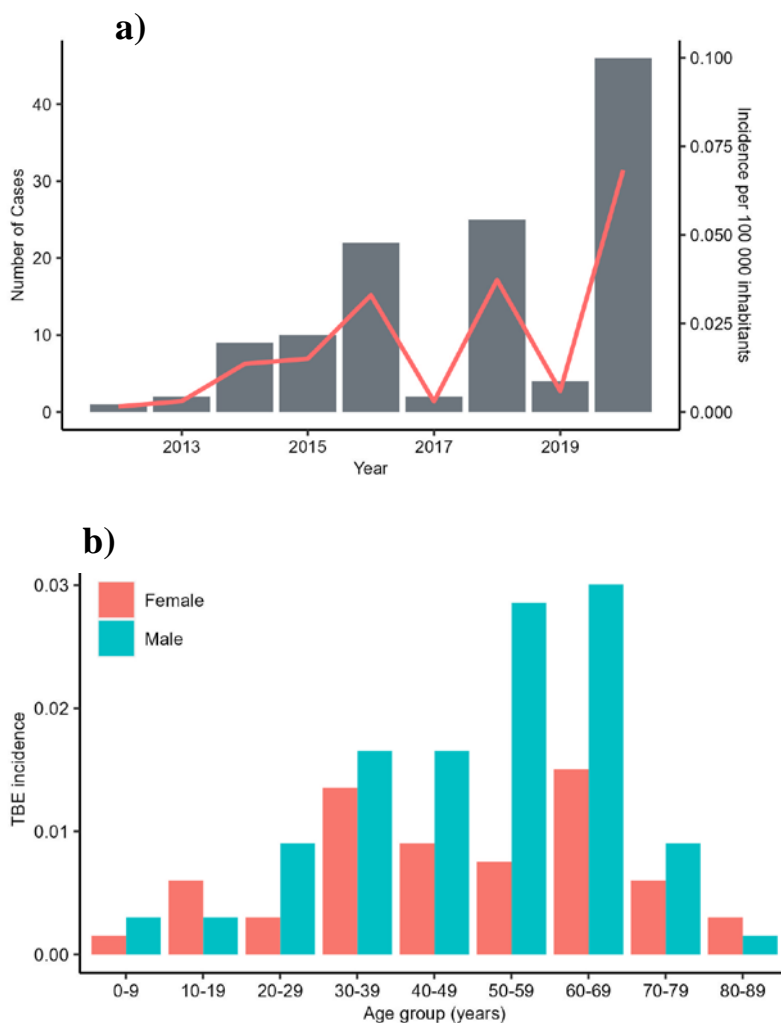 a)
40
30
20
10
0
Number of Cases
0.100
0.075
0.050
0.025
0.000
Incidence per 100 000 inhabitants
2013 2015 2017 2019
Year
b)
Female
Male
0.03
0.02
0.01
0.00
TBE incidence
0-9 10-19 20-29 30-39 40-49 50-59 60-69 70-79 80-89
Age group (years)